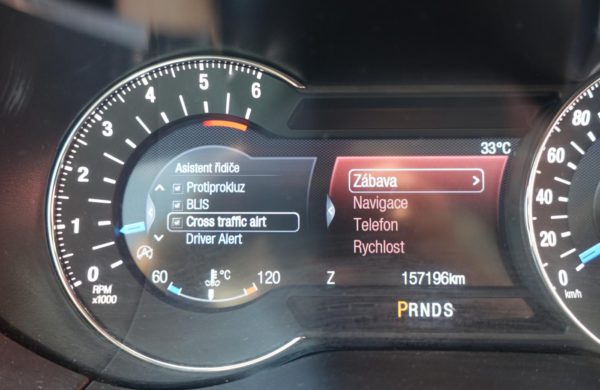 0
1
2
3
4
5
6
RPM
x1000
Asistent řidiče
Protiprokluz
BLIS
Cross traffic alrt
Driver Alert
60 °C 120
33°C
Zábava >
Navigace
Telefon
Rychlost
Z 157196km
PRNDS
80
60
40
20
0
km/h